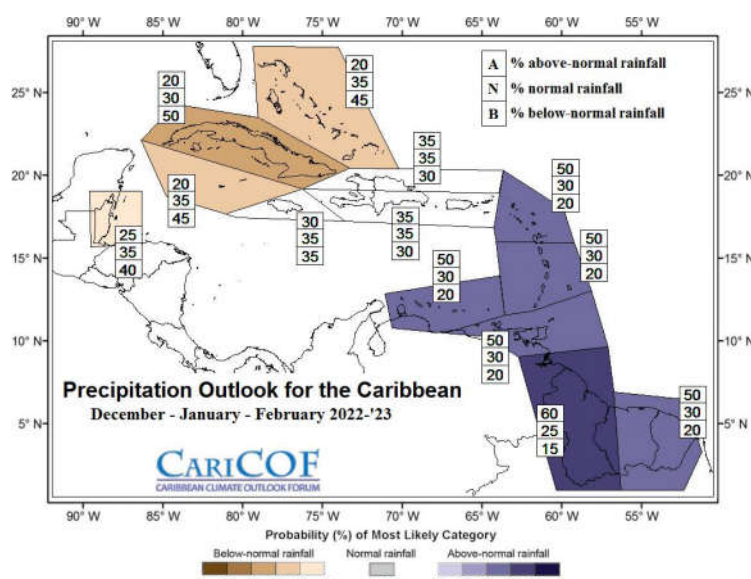 90° W 85° W 80° W 75° W 70° W 65° W 60° W 55° W
25° N
20° N
15° N
10° N
5° N
25° N
20° N
15° N
10° N
5° N
A % above-normal rainfall
N % normal rainfall
B % below-normal rainfall
20
35
45
20
30
50
35
35
30
50
30
20
20
35
45
25
35
40
30
35
35
35
35
30
50
30
20
50
30
20
50
30
20
60
25
15
50
30
20
Precipitation Outlook for the Caribbean
December - January - February 2022-'23
CARICOF
CARIBBEAN CLIMATE OUTLOOK FORUM
90° W 85° W 80° W 75° W 70° W 65° W 60° W 55° W
Probability (%) of Most Likely Category
Below-normal rainfall Normal rainfall Above-normal rainfall